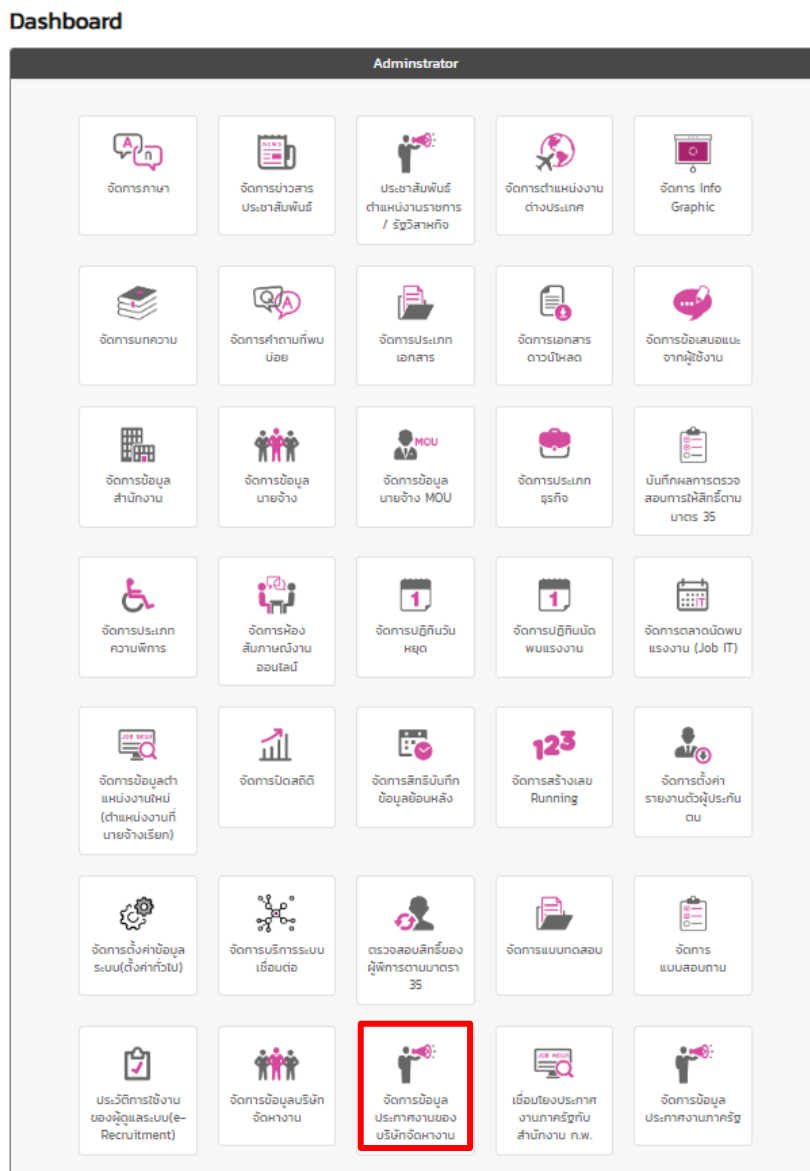 Dashboard
Adminstrator
จัดการภาษา
จัดการข่าวสาร
ประชาสัมพันธ์
ประชาสัมพันธ์
ตำแหน่งานราชการ
/ รัฐวิสาหกิจ
จัดการตำแหน่งงาน
ต่างประเทศ
จัดการ Info
Graphic
จัดการบทความ
จัดการคำถามที่พบ
บ่อย
จัดการประเภท
เอกสาร
จัดการเอกสาร
ดาวน์โหลด
จัดการข้อเสนอแนะ
จากผู้ใช้งาน
จัดการข้อมูล
สำนักงาน
จัดการข้อมูล
นายจ้าง
MOU
จัดการข้อมูล
นายจ้าง MOU
จัดการประเภท
ธุรกิจ
บันทึกผลการตรวจ
สอบการให้สิทธิ์ตาม
มาตร 35
จัดการประเภท
ความพิการ
จัดการห้อง
สัมภาษณ์งาน
ออนไลน์
จัดการปฏิทินวัน
หยุด
จัดการปฏิทินนัด
พบแรงงาน
จัดการตลาดนัดพบ
แรงงาน (Job IT)
จัดการข้อมูลตำ
แหน่งงานใหม่
(ตำแหน่งงานที่
นายจ้างเรียก)
จัดการปิดสถิติ
จัดการสิทธิบันทึก
ข้อมูลย้อนหลัง
123
จัดการสร้างเลข
Running
จัดการตั้งค่า
รายงานตัวผู้ประกัน
ตน
จัดการตั้งค่าข้อมูล
ระบบ(ตั้งค่าทั่วไป)
จัดการบริการระบบ
เชื่อมต่อ
ตรวจสอบสิทธิ์ของ
ผู้พิการตามมาตรา
35
จัดการแบบทดสอบ
จัดการ
แบบสอบถาม
ประวัติการใช้งาน
ของผู้ดูแลระบบ(e-
Recruitment)
จัดการข้อมูลบริษัท
จัดหางาน
จัดการข้อมูล
ประกาศงานของ
บริษัทจัดหางาน
เชื่อมโยงประกาศ
งานภาครัฐกับ
สำนักงาน ก.พ.
จัดการข้อมูล
ประกาศงานภาครัฐ